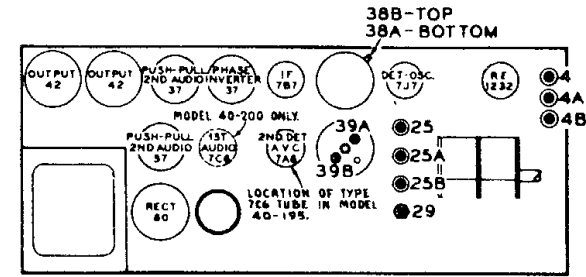 38B-TOP
38A-BOTTOM
OUTPUT
42
OUTPUT
42
PUSH-PULL
2ND AUDIO
37
PHASE
INVERTER
37
IF
7B7
DET-OSC.
7J7
RF
1232
4
4A
4B
MODEL 40-200 ONLY.
PUSH-PULL
2ND AUDIO
37
1ST
AUDIO
7C6
2ND DET
A V C
7A6
39A
39B
25
25A
25B
29
RECT
80
LOCATION OF TYPE
7C6 TUBE IN MODEL
40-195.